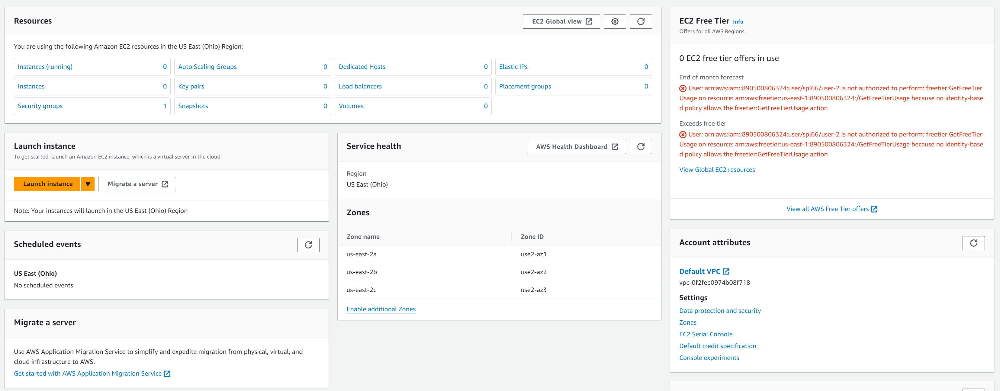 Resources
EC2 Global view
You are using the following Amazon EC2 resources in the US East (Ohio) Region:
Instances (running) 0
Auto Scaling Groups 0
Dedicated Hosts 0
Elastic IPs 0
Instances 0
Key pairs 0
Load balancers 0
Placement groups 0
Security groups 1
Snapshots 0
Volumes 0
Launch instance
To get started, launch an Amazon EC2 instance, which is a virtual server in the cloud.
Launch instance
Migrate a server
Note: Your instances will launch in the US East (Ohio) Region
Scheduled events
US East (Ohio)
No scheduled events
Migrate a server
Use AWS Application Migration Service to simplify and expedite migration from physical, virtual, and
cloud infrastructure to AWS.
Get started with AWS Application Migration Service
Service health
AWS Health Dashboard
Region
US East (Ohio)
Zones
Zone name Zone ID
us-east-2a use2-az1
us-east-2b use2-az2
us-east-2c use2-az3
Enable additional Zones
EC2 Free Tier Info
Offers for all AWS Regions.
0 EC2 free tier offers in use
End of month forecast
User: arn:aws:iam::890500806324:user/spl66/user-2 is not authorized to perform: freetier:GetFreeTier
Usage on resource: arn:aws:freetier:us-east-1:890500806324:/GetFreeTierUsage because no identity-base
d policy allows the freetier:GetFreeTierUsage action
Exceeds free tier
User: arn:aws:iam::890500806324:user/spl66/user-2 is not authorized to perform: freetier:GetFreeTier
Usage on resource: arn:aws:freetier:us-east-1:890500806324:/GetFreeTierUsage because no identity-base
d policy allows the freetier:GetFreeTierUsage action
View Global EC2 resources
View all AWS Free Tier offers
Account attributes
Default VPC
vpc-0f2fee0974b08f718
Settings
Data protection and security
Zones
EC2 Serial Console
Default credit specification
Console experiments